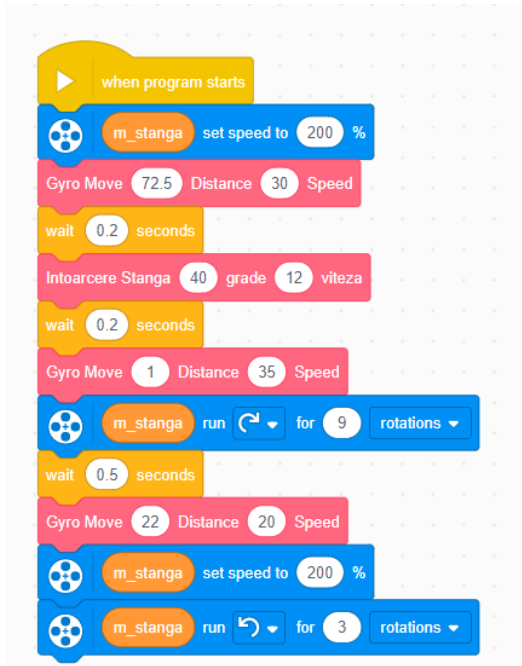 when program starts
m_stanga set speed to 200 %
Gyro Move 72.5 Distance 30 Speed
wait 0.2 seconds
Intoarcere Stanga 40 grade 12 viteza
wait 0.2 seconds
Gyro Move 1 Distance 35 Speed
m_stanga run for 9 rotations
wait 0.5 seconds
Gyro Move 22 Distance 20 Speed
m_stanga set speed to 200 %
m_stanga run for 3 rotations